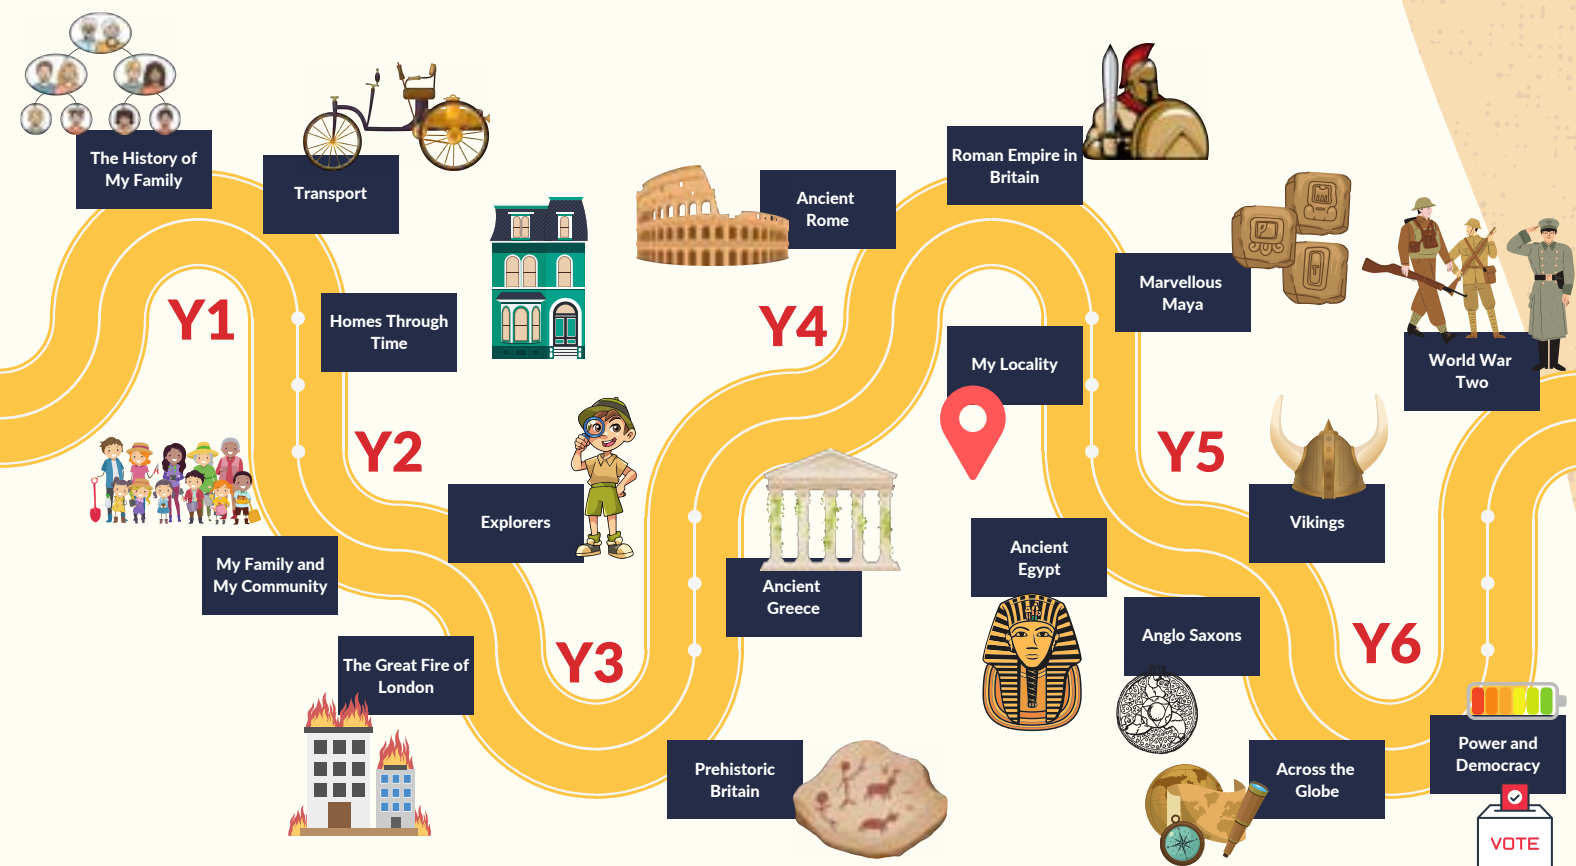 The History of
My Family
Transport
Y1
Homes Through
Time
My Family and
My Community
Y2
The Great Fire of
London
Explorers
Y3
Prehistoric
Britain
Ancient
Greece
Ancient
Rome
Y4
Roman Empire in
Britain
My Locality
Marvellous
Maya
Y5
Ancient
Egypt
Anglo Saxons
Vikings
Across the
Globe
Y6
Power and
Democracy
VOTE
World War
Two